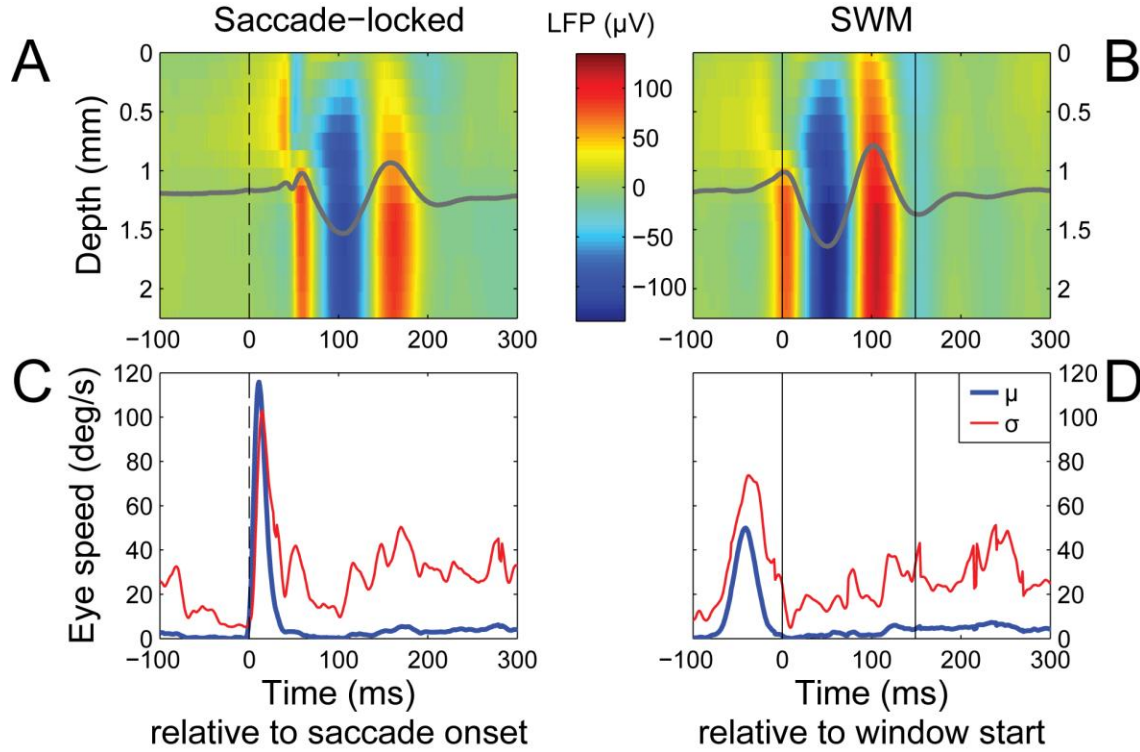 Saccade−locked
LFP (µV)
SWM
A
B
Depth (mm)
0
0.5
1
1.5
2
−100 0 100 200 300
100
50
0
−50
−100
0
0.5
1
1.5
2
−100 0 100 200 300
C
D
Eye speed (deg/s)
120
100
80
60
40
20
0
−100 0 100 200 300
Time (ms)
relative to saccade onset
µ
σ
120
100
80
60
40
20
0
−100 0 100 200 300
Time (ms)
relative to window start